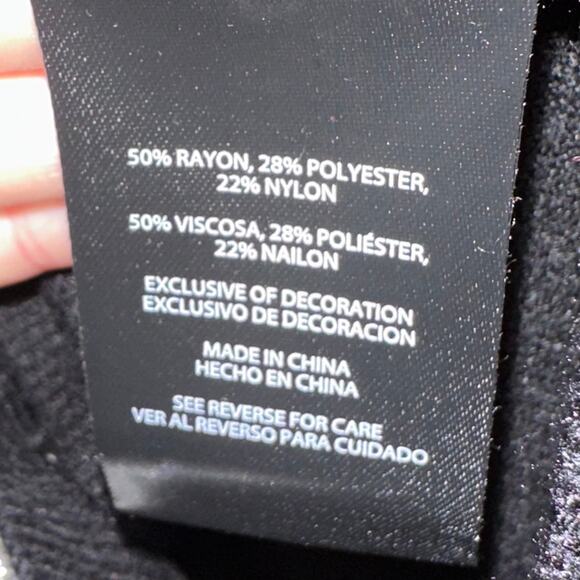 50% RAYON, 28% POLYESTER,
22% NYLON
50% VISCOSA, 28% POLIÉSTER,
22% NAILON
EXCLUSIVE OF DECORATION
EXCLUSIVO DE DECORACION
MADE IN CHINA
HECHO EN CHINA
SEE REVERSE FOR CARE
VER AL REVERSO PARA CUIDADO